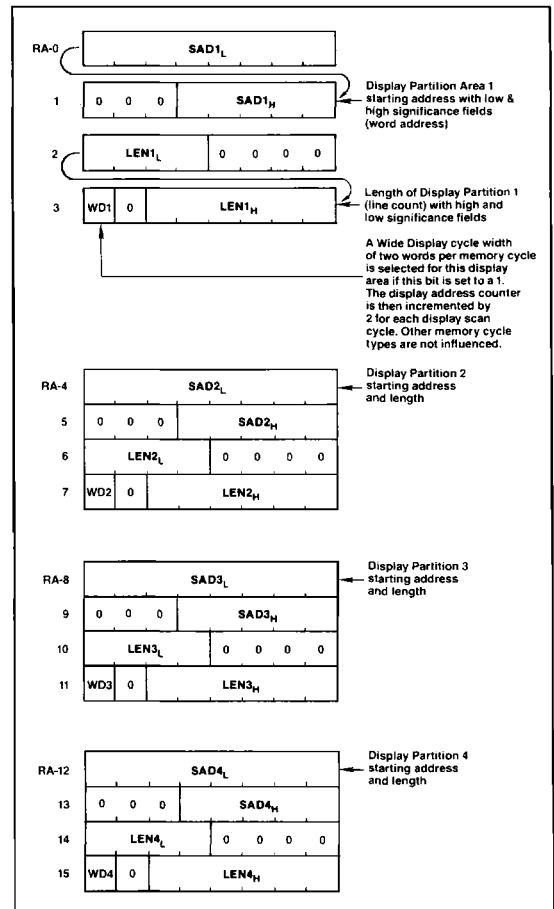 RA-0 SAD1L
1 0 0 0 SAD1H
Display Partition Area 1
starting address with low &
high significance fields
(word address)
2 LEN1L 0 0 0 0
3 WD1 0 LEN1H
Length of Display Partition 1
(line count) with high and
low significance fields
A Wide Display cycle width
of two words per memory cycle
is selected for this display
area if this bit is set to a 1.
The display address counter
is then incremented by
2 for each display scan
cycle. Other memory cycle
types are not influenced.
RA-4 SAD2L
Display Partition 2
starting address
and length
5 0 0 0 SAD2H
6 LEN2L 0 0 0 0
7 WD2 0 LEN2H
RA-8 SAD3L
Display Partition 3
starting address
and length
9 0 0 0 SAD3H
10 LEN3L 0 0 0 0
11 WD3 0 LEN3H
RA-12 SAD4L
Display Partition 4
starting address
and length
13 0 0 0 SAD4H
14 LEN4L 0 0 0 0
15 WD4 0 LEN4H